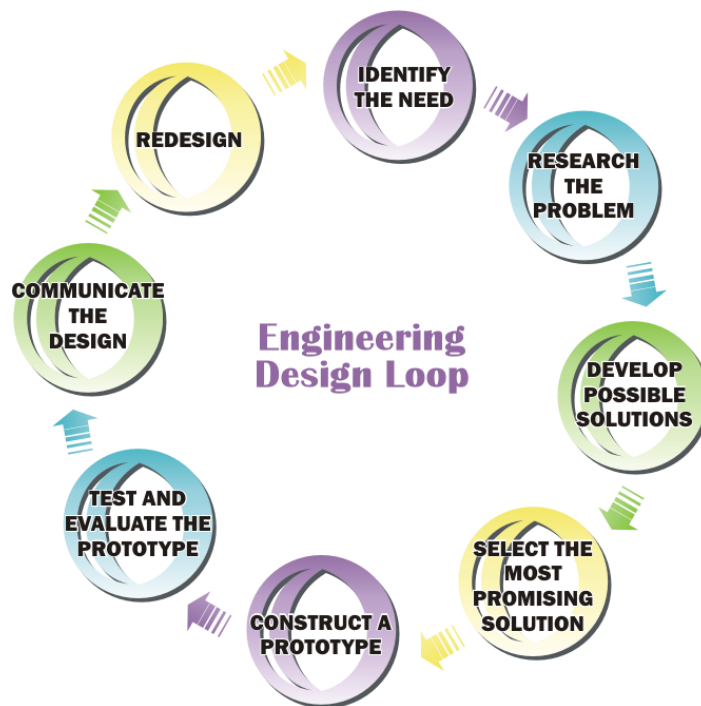 IDENTIFY
THE NEED
RESEARCH
THE
PROBLEM
DEVELOP
POSSIBLE
SOLUTIONS
SELECT THE
MOST
PROMISING
SOLUTION
CONSTRUCT A
PROTOTYPE
TEST AND
EVALUATE THE
PROTOTYPE
COMMUNICATE
THE
DESIGN
REDESIGN
Engineering
Design Loop